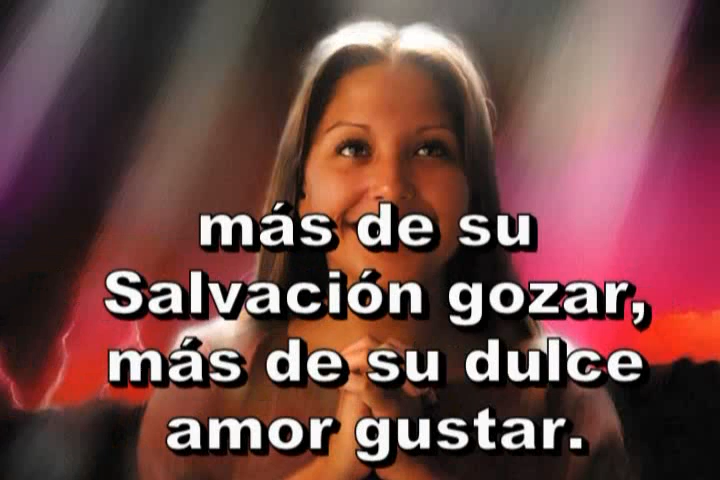 más de su
Salvación gozar,
más de su dulce
amor gustar.